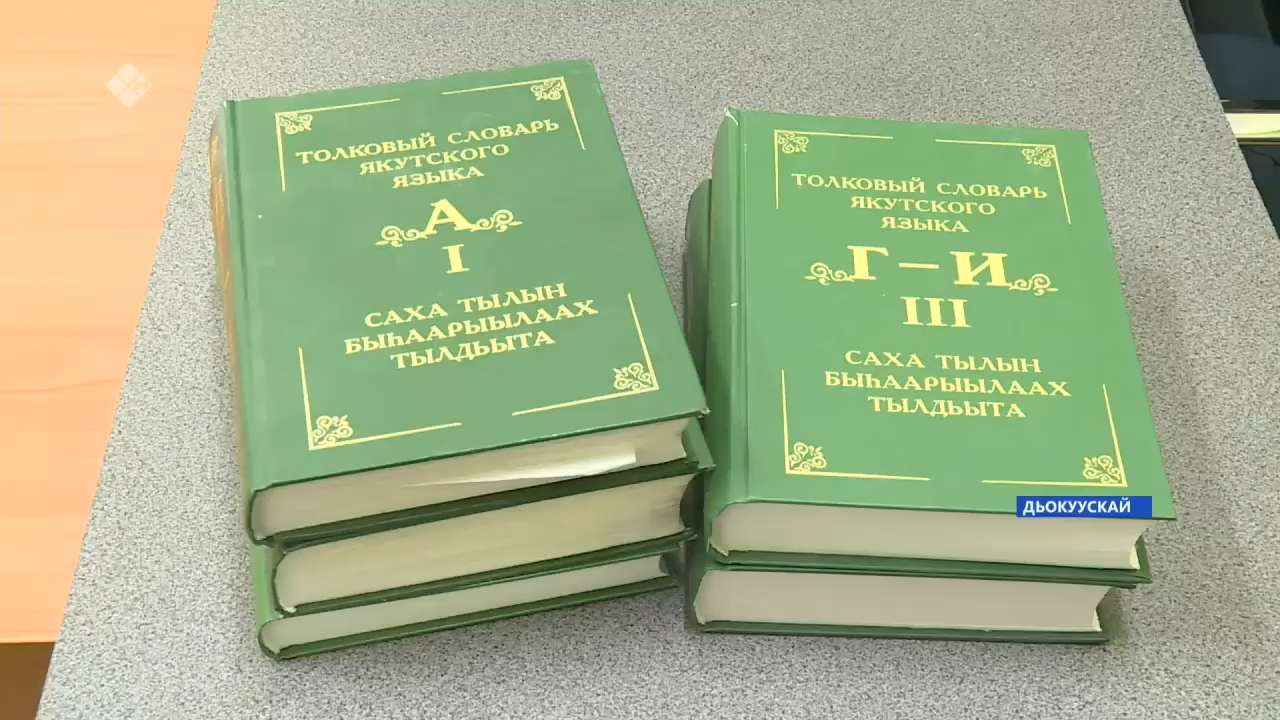 ТОЛКОВЫЙ СЛОВАРЬ
ЯКУТСКОГО
ЯЗЫКА
А
I
САХА ТЫЛЫН
БЫҺААРЫЫЛААХ
ТЫЛДЬЫТА
ТОЛКОВЫЙ СЛОВАРЬ
ЯКУТСКОГО
ЯЗЫКА
Г – И
III
САХА ТЫЛЫН
БЫҺААРЫЫЛААХ
ТЫЛДЬЫТА
ДЬОКУУСКАЙ